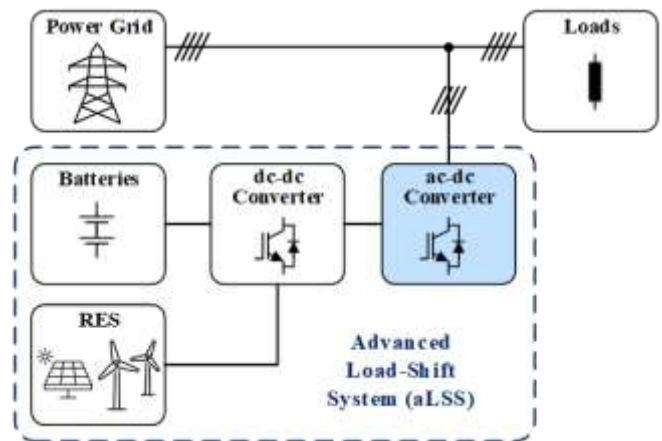 Power Grid
Loads
Batteries
dc-dc
Converter
ac-dc
Converter
RES
Advanced
Load-Shift
System (aLSS)